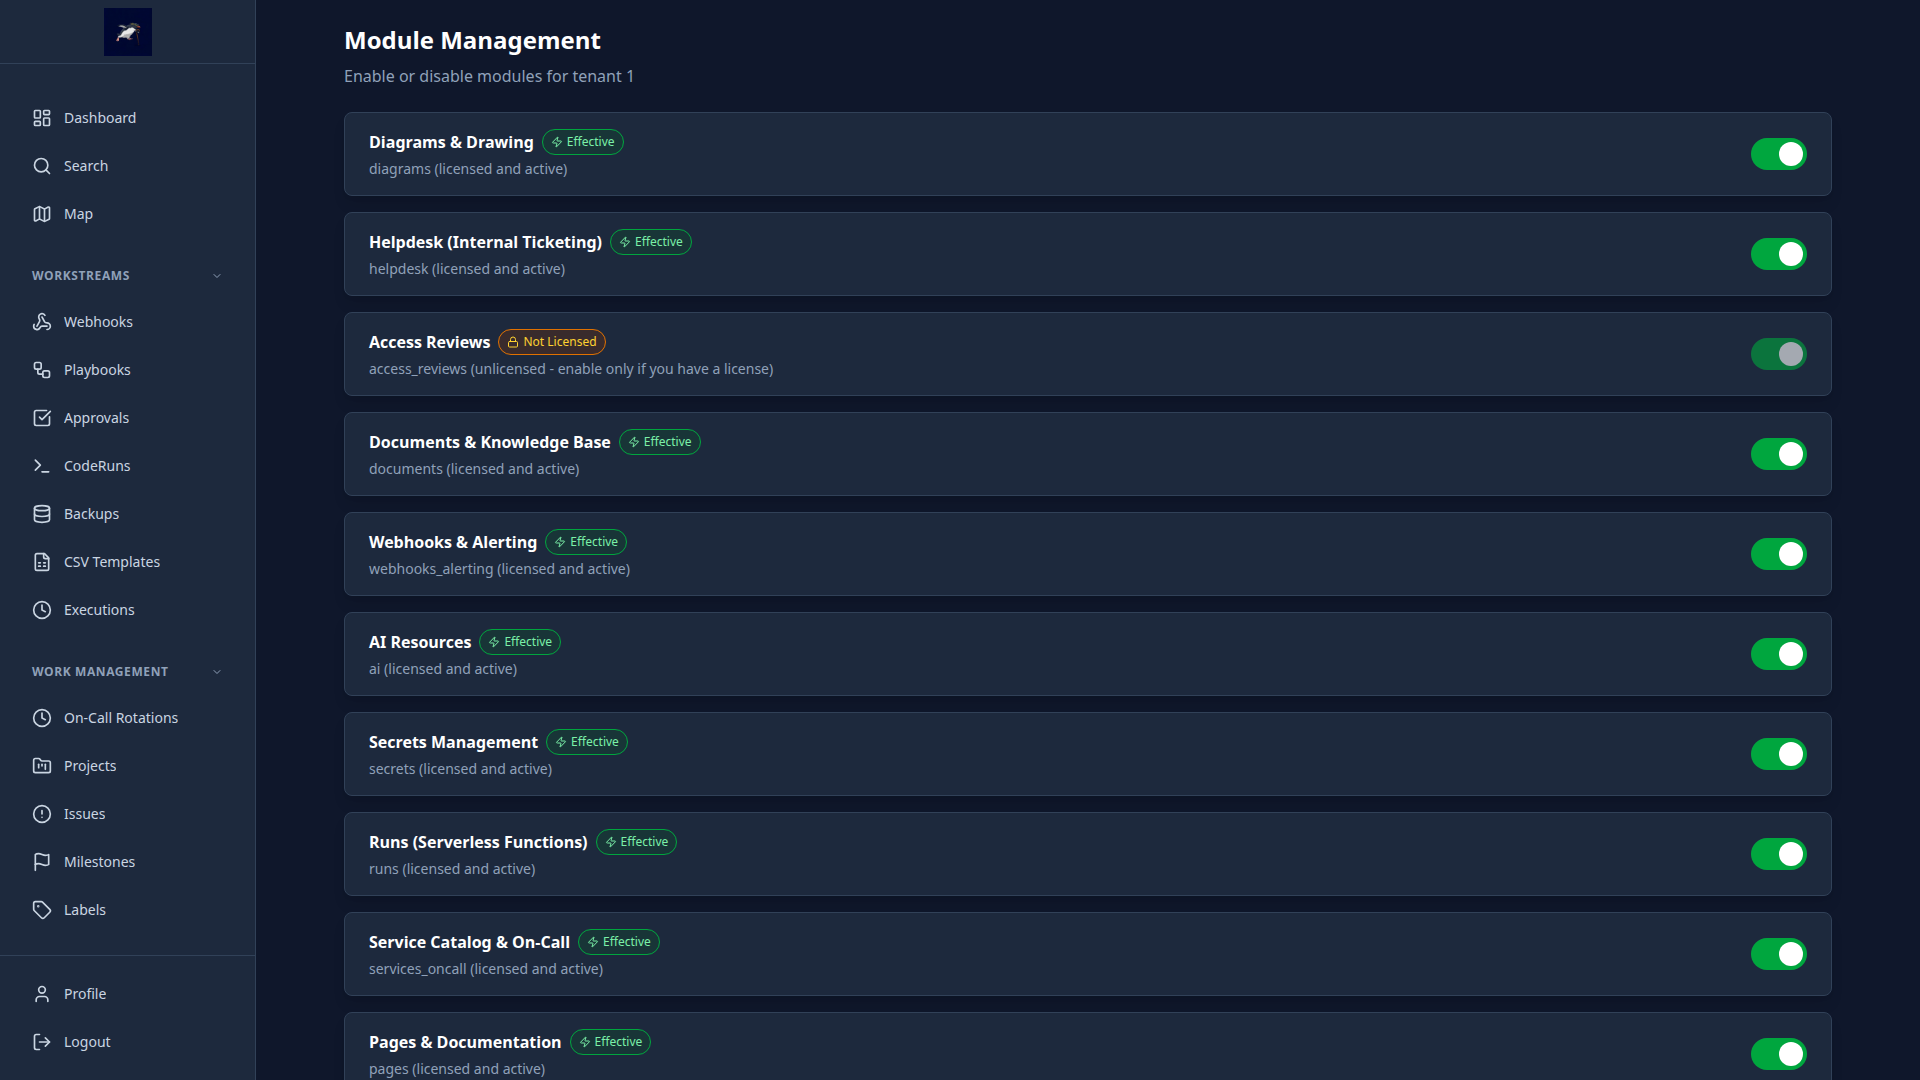 Dashboard
Search
Map
WORKSTREAMS
Webhooks
Playbooks
Approvals
CodeRuns
Backups
CSV Templates
Executions
WORK MANAGEMENT
On-Call Rotations
Projects
Issues
Milestones
Labels
Profile
Logout
Module Management
Enable or disable modules for tenant 1
Diagrams & Drawing Effective
diagrams (licensed and active)
Helpdesk (Internal Ticketing) Effective
helpdesk (licensed and active)
Access Reviews Not Licensed
access_reviews (unlicensed - enable only if you have a license)
Documents & Knowledge Base Effective
documents (licensed and active)
Webhooks & Alerting Effective
webhooks_alerting (licensed and active)
AI Resources Effective
ai (licensed and active)
Secrets Management Effective
secrets (licensed and active)
Runs (Serverless Functions) Effective
runs (licensed and active)
Service Catalog & On-Call Effective
services_oncall (licensed and active)
Pages & Documentation Effective
pages (licensed and active)